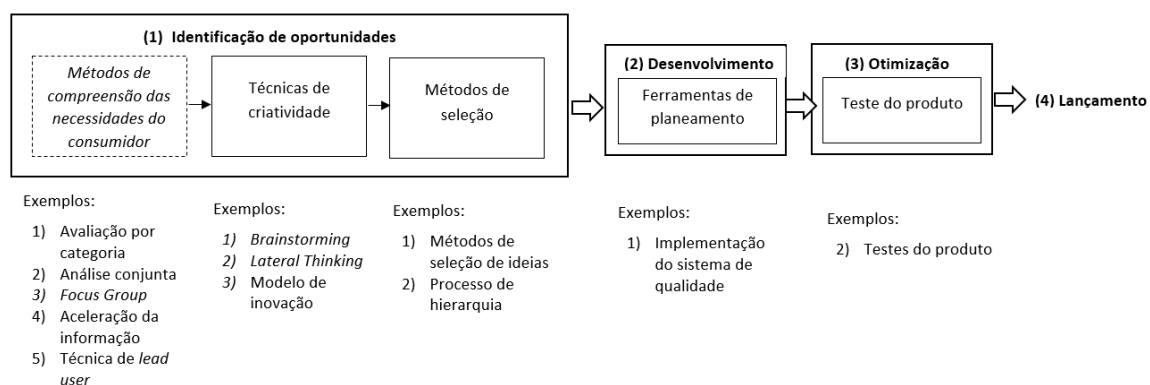 (1) Identificação de oportunidades
Métodos de
compreensão das
necessidades do
consumidor
Técnicas de
criatividade
Métodos de
seleção
(2) Desenvolvimento
Ferramentas de
planeamento
(3) Otimização
Teste do produto
(4) Lançamento
Exemplos:
1) Avaliação por
categoria
2) Análise conjunta
3) Focus Group
4) Aceleração da
informação
5) Técnica de lead
user
Exemplos:
1) Brainstorming
2) Lateral Thinking
3) Modelo de
inovação
Exemplos:
1) Métodos de
seleção de ideias
2) Processo de
hierarquia
Exemplos:
1) Implementação
do sistema de
qualidade
Exemplos:
2) Testes do produto